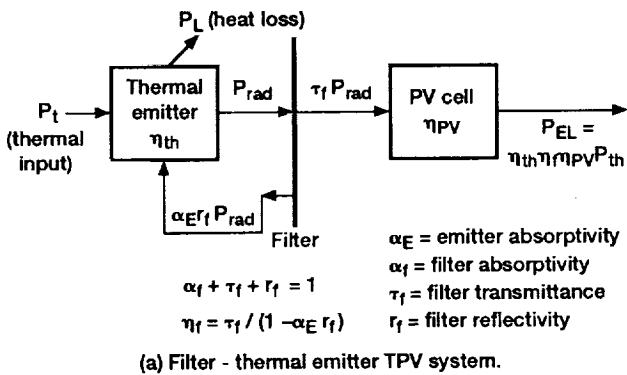 P_L (heat loss)
Thermal emitter η_th
P_t (thermal input)
P_rad
τ_f P_rad
PV cell η_PV
P_EL = η_th η_f η_PV P_th
α_E r_f P_rad
Filter
α_f + τ_f + r_f = 1
η_f = τ_f / (1 – α_E r_f)
α_E = emitter absorptivity
α_f = filter absorptivity
τ_f = filter transmittance
r_f = filter reflectivity
(a) Filter - thermal emitter TPV system.